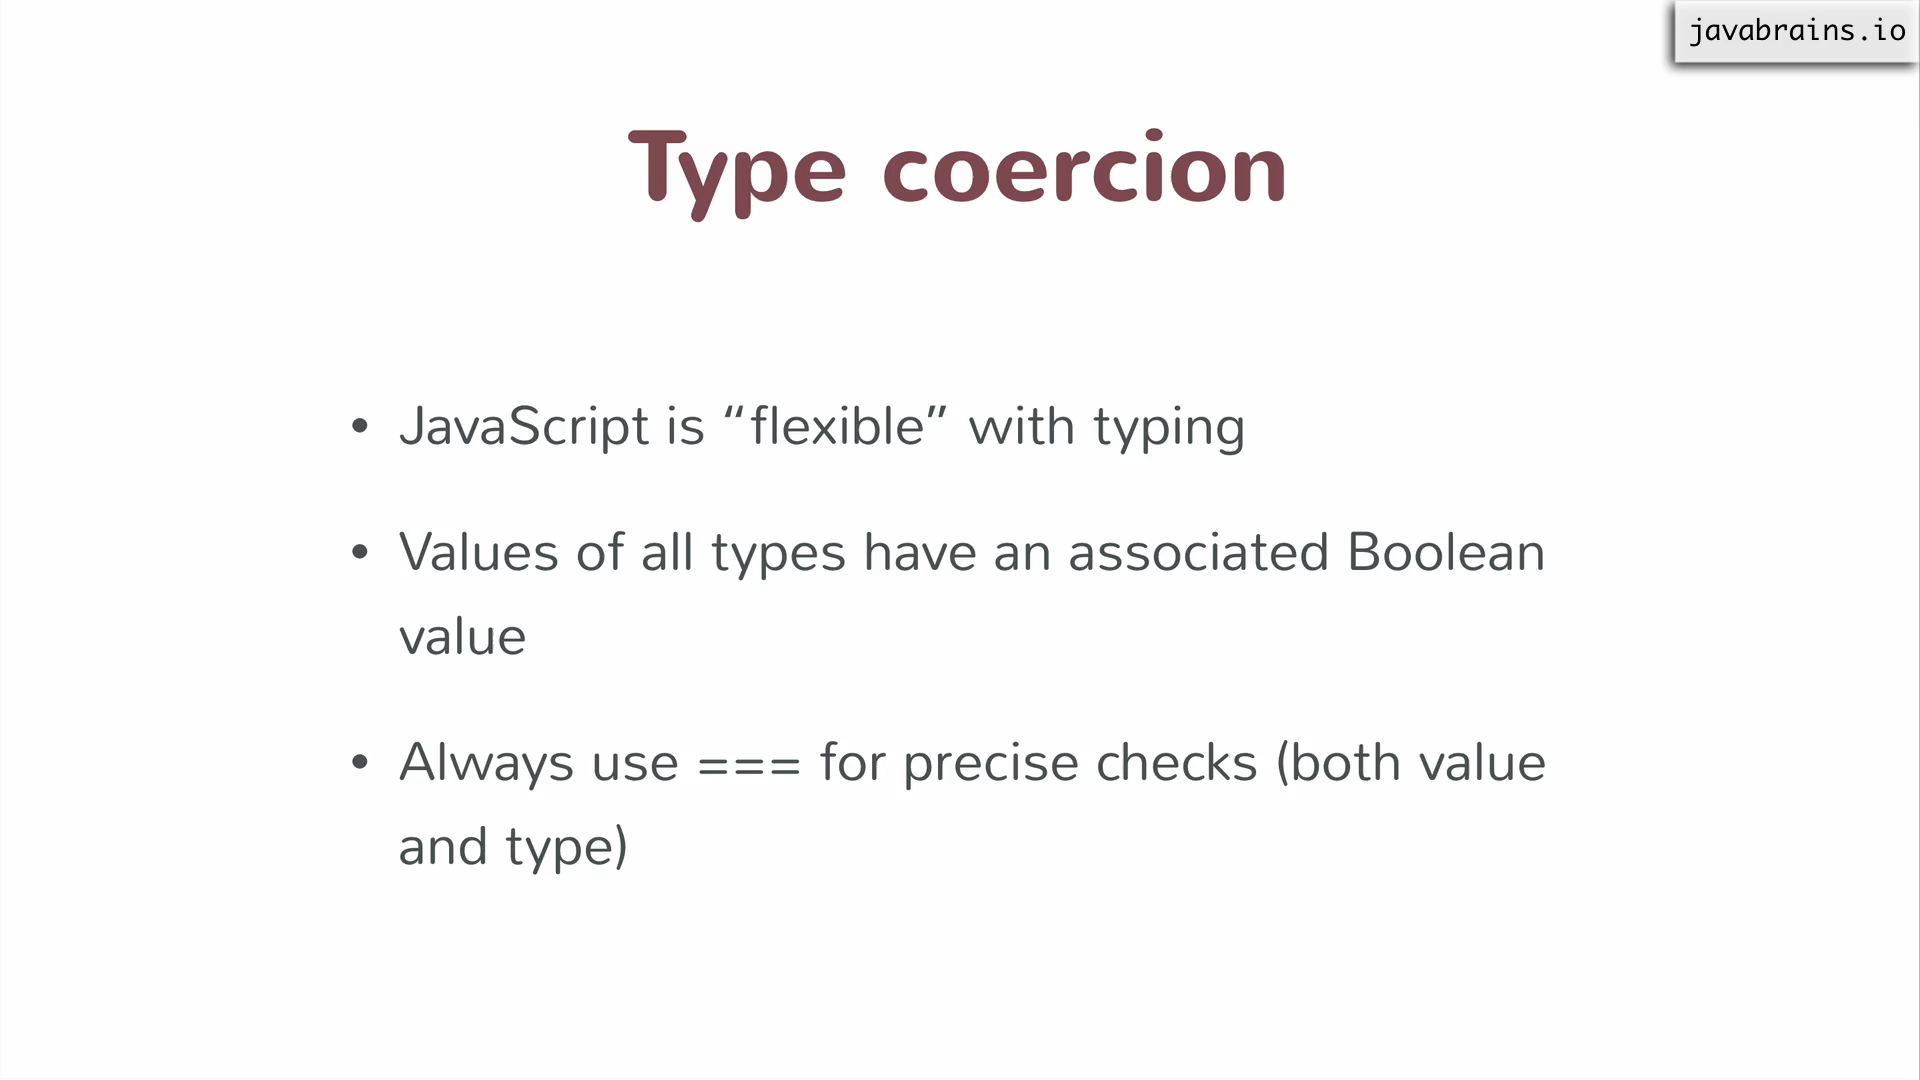 javabrains.io
Type coercion
• JavaScript is “flexible” with typing
• Values of all types have an associated Boolean
value
• Always use === for precise checks (both value
and type)